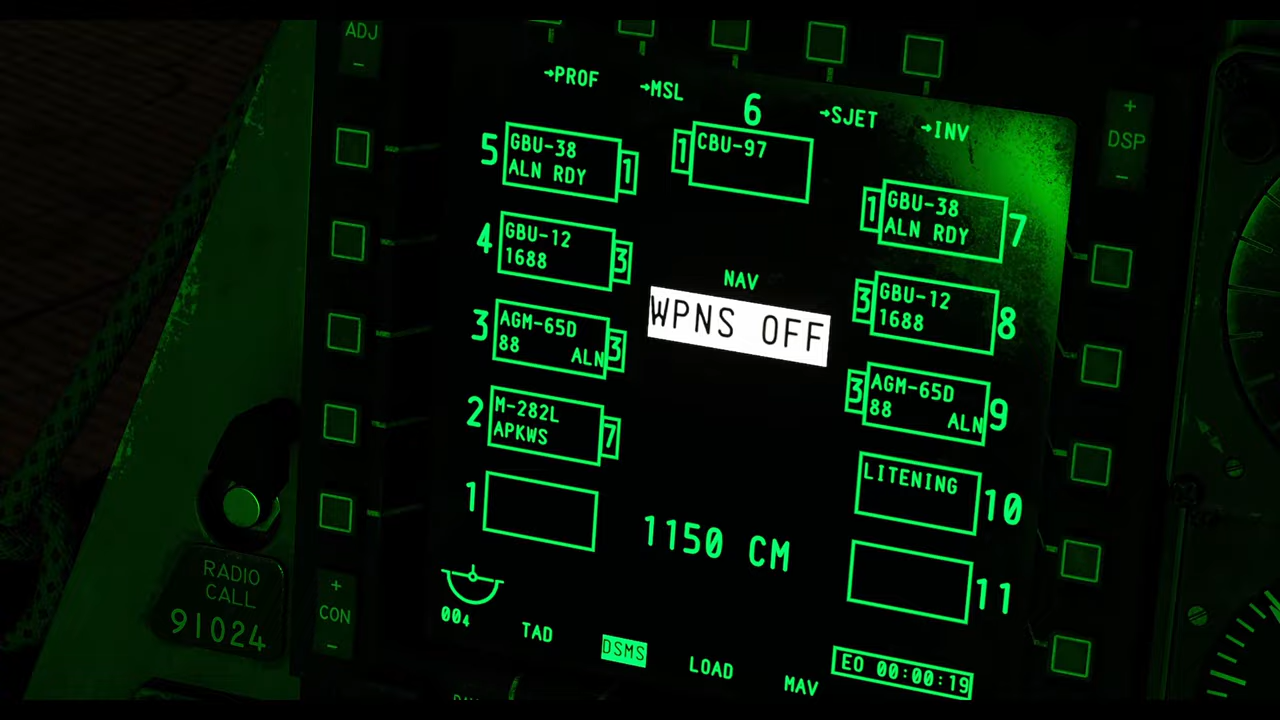 ADJ
−
→PROF
→MSL
6
→SJET
→INV
+
DSP
−
5
GBU-38
ALN RDY
1
1
CBU-97
1
GBU-38
ALN RDY
7
4
GBU-12
1688
3
NAV
WPNS OFF
3
GBU-12
1688
8
3
AGM-65D
88 ALN
3
3
AGM-65D
88 ALN
9
2
M-282L
APKWS
7
LITENING
10
1
1150 CM
11
RADIO
CALL
91024
+
CON
−
004
TAD
DSMS
LOAD
MAV
EO 00:00:19